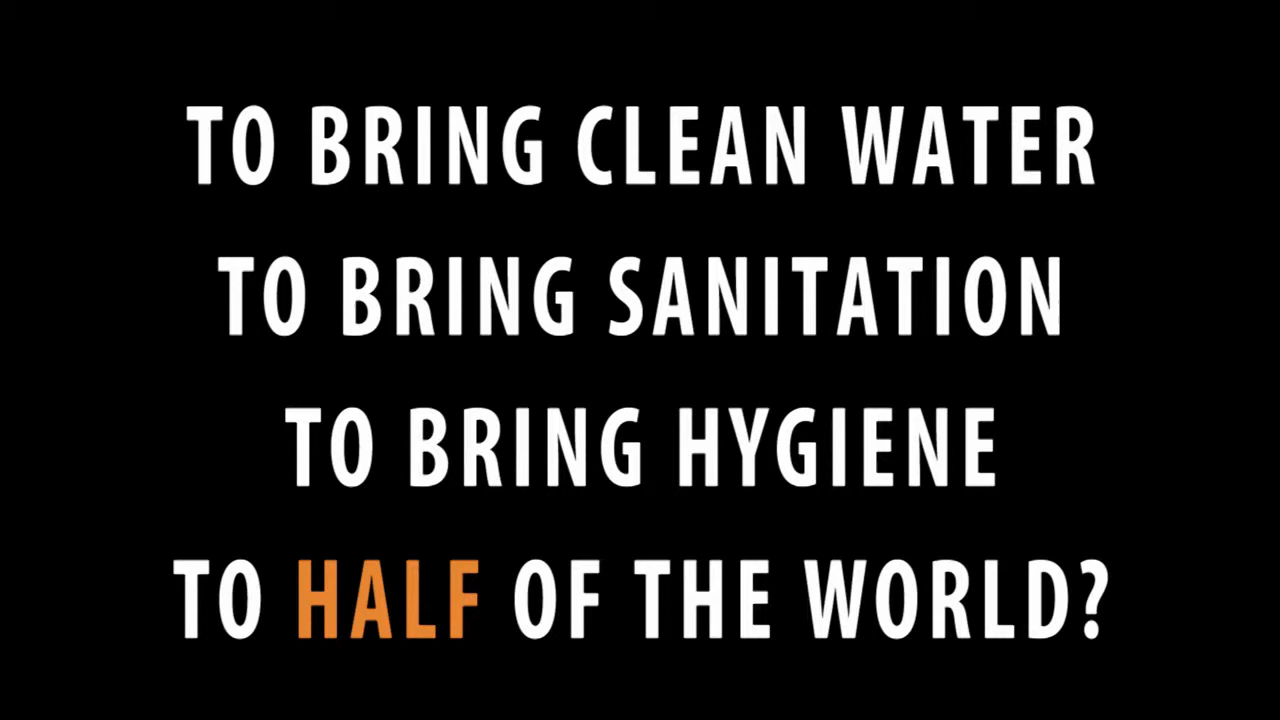 TO BRING CLEAN WATER
TO BRING SANITATION
TO BRING HYGIENE
TO HALF OF THE WORLD?